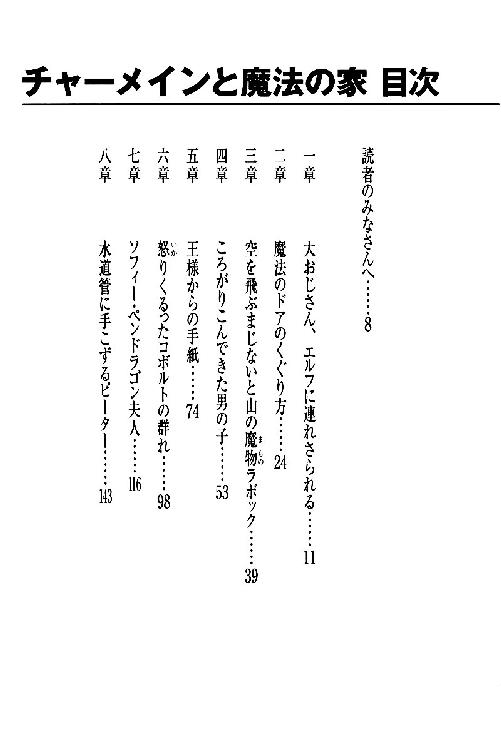 チャーメインと魔法の家 目次
読者のみなさんへ……8
一章 大おじさん、エルフに連れさられる……11
二章 魔法のドアのくぐり方……24
三章 空を飛ぶまじないと山の魔物ラボック……39
まもの
四章 ころがりこんできた男の子……53
五章 王様からの手紙……74
六章 怒りくるったコボルトの群れ……98
いか
七章 ソフィー・ペンドラゴン夫人……116
八章 水道管に手こずるピーター……143